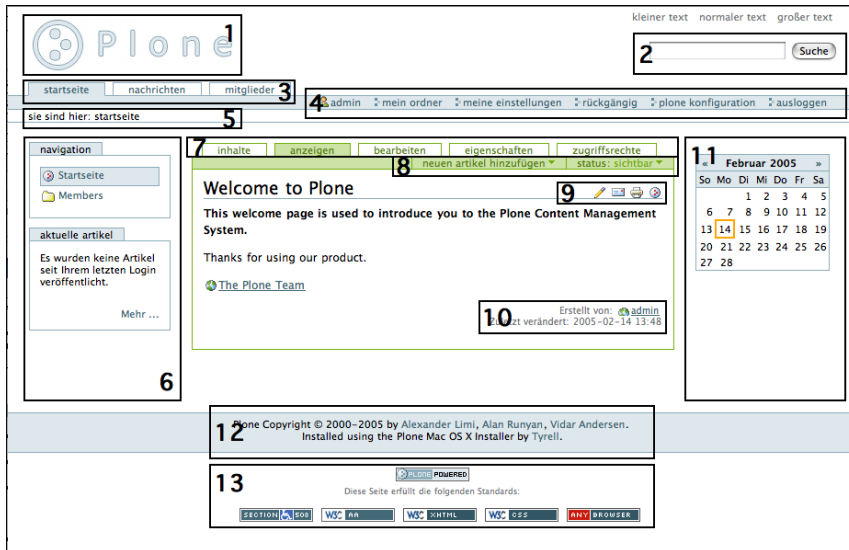 kleiner text normaler text großer text
Plone 1
2 Suche
startseite nachrichten mitglieder 3
4 admin mein ordner meine einstellungen rückgängig plone konfiguration ausloggen
sie sind hier: startseite 5
navigation
Startseite
Members
aktuelle artikel
Es wurden keine Artikel
seit Ihrem letzten Login
veröffentlicht.
Mehr ...
6
7 inhalte anzeigen bearbeiten eigenschaften zugriffsrechte
8 neuen artikel hinzufügen status: sichtbar
Welcome to Plone
9
This welcome page is used to introduce you to the Plone Content Management
System.
Thanks for using our product.
The Plone Team
10 Erstellt von: admin
Zuletzt verändert: 2005-02-14 13:48
11
« Februar 2005 »
So Mo Di Mi Do Fr Sa
1 2 3 4 5
6 7 8 9 10 11 12
13 14 15 16 17 18 19
20 21 22 23 24 25 26
27 28
12
Plone Copyright © 2000-2005 by Alexander Limi, Alan Runyan, Vidar Andersen.
Installed using the Plone Mac OS X Installer by Tyrell.
13
PLONE POWERED
Diese Seite erfüllt die folgenden Standards:
SECTION 508 W3C AA W3C XHTML W3C CSS ANY BROWSER